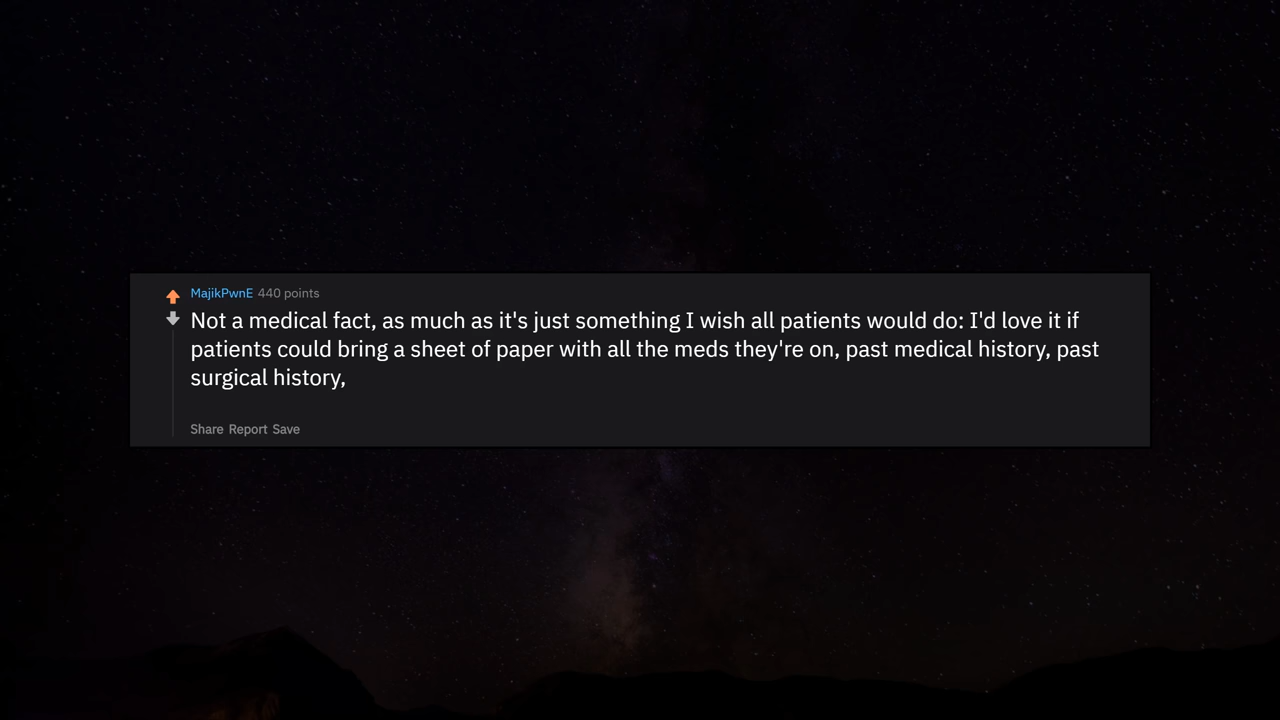 MajikPwnE 440 points
Not a medical fact, as much as it's just something I wish all patients would do: I'd love it if
patients could bring a sheet of paper with all the meds they're on, past medical history, past
surgical history,
Share Report Save